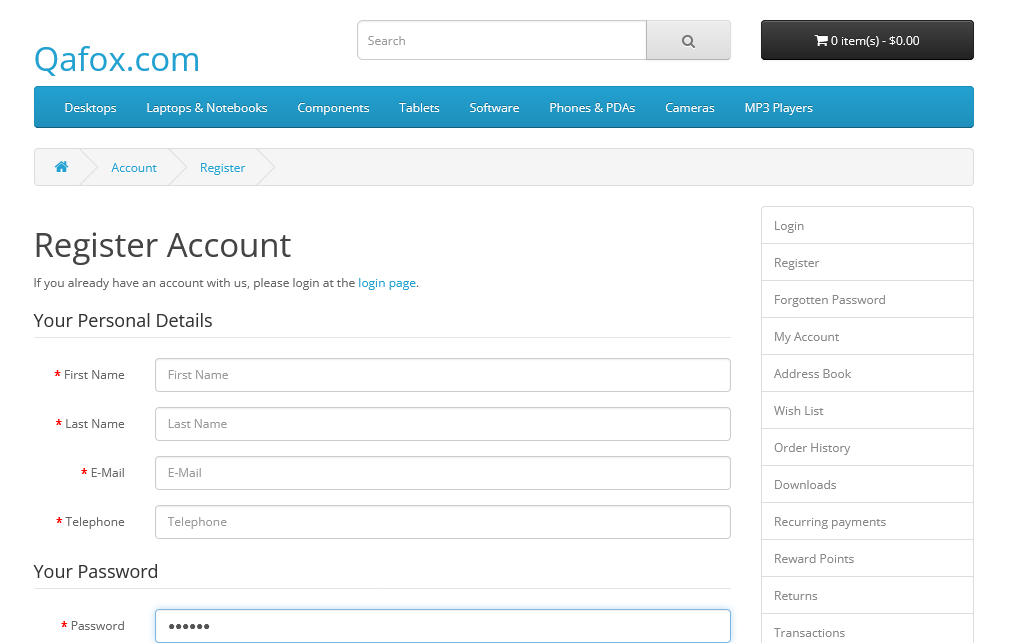 Qafox.com
Search
0 item(s) - $0.00
Desktops Laptops & Notebooks Components Tablets Software Phones & PDAs Cameras MP3 Players
Account Register
Register Account
If you already have an account with us, please login at the login page.
Your Personal Details
* First Name First Name
* Last Name Last Name
* E-Mail E-Mail
* Telephone Telephone
Your Password
* Password ••••••
Login
Register
Forgotten Password
My Account
Address Book
Wish List
Order History
Downloads
Recurring payments
Reward Points
Returns
Transactions